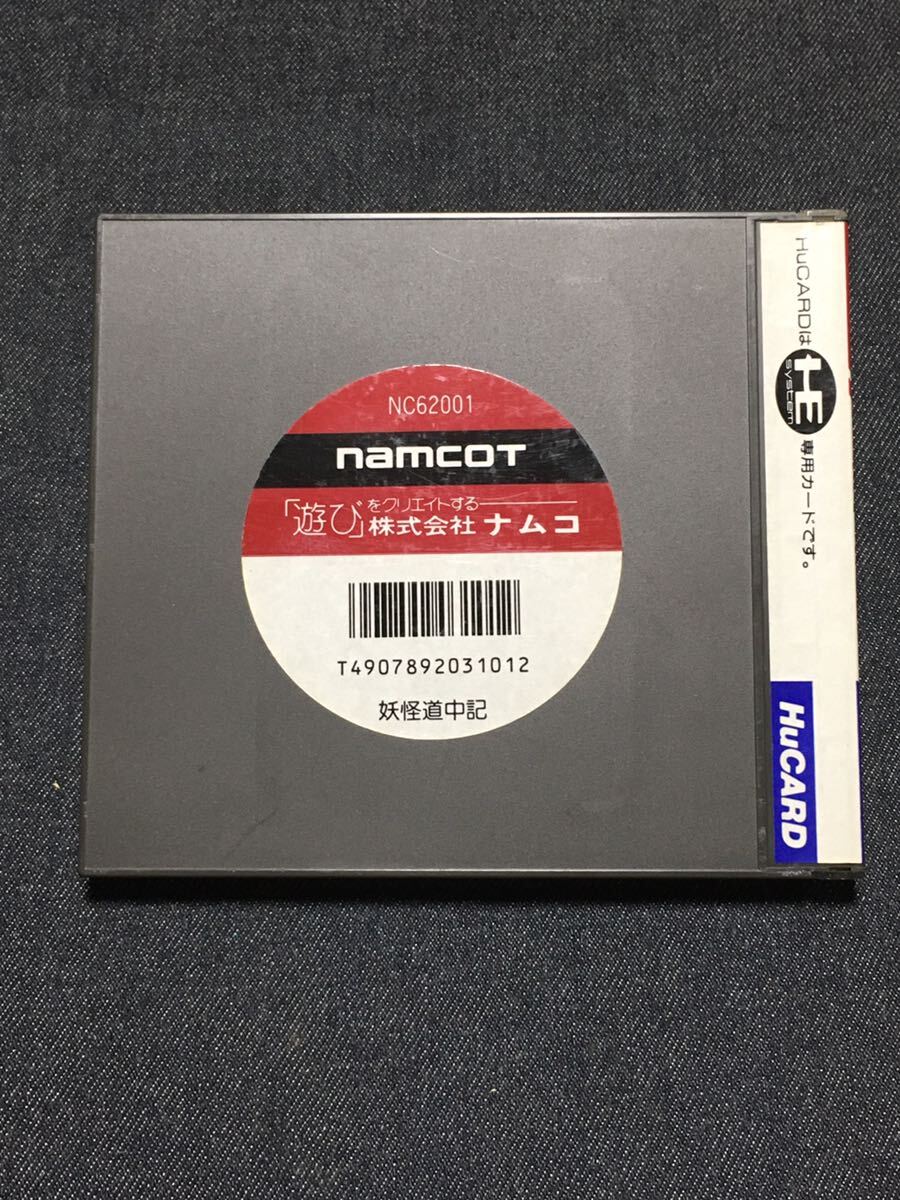 NC62001
namcot
「遊び」をクリエイトする
株式会社ナムコ
T4907892031012
妖怪道中記
HuCARDは HE system 専用カードです。
HuCARD